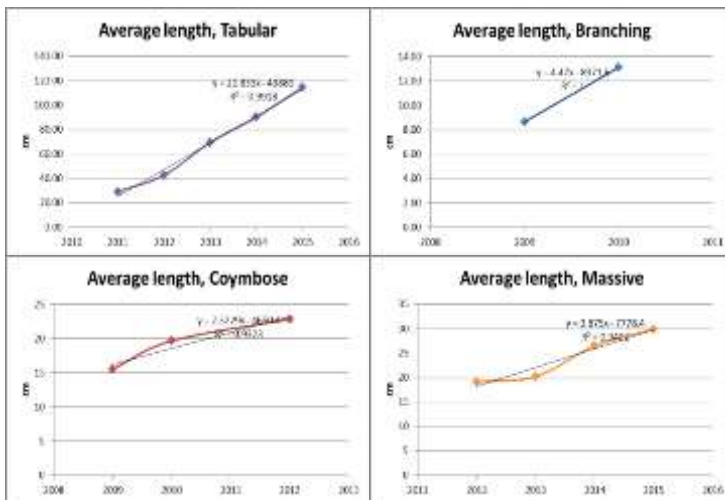 Average length, Tabular
140.00
120.00
100.00
80.00
60.00
40.00
20.00
0.00
cm
2010 2011 2012 2013 2014 2015 2016
Average length, Branching
14.00
12.00
10.00
8.00
6.00
4.00
2.00
0.00
cm
2008 2009 2010 2011
Average length, Coymbose
25
20
15
10
5
0
cm
2008 2009 2010 2011 2012 2013
Average length, Massive
35
30
25
20
15
10
5
0
cm
2011 2012 2013 2014 2015 2016